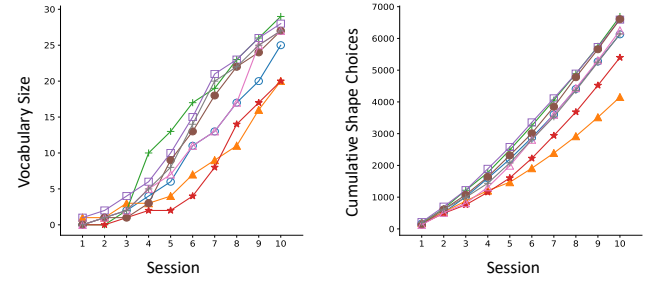 30
25
20
15
10
5
0
Vocabulary Size
1 2 3 4 5 6 7 8 9 10
Session
7000
6000
5000
4000
3000
2000
1000
0
Cumulative Shape Choices
1 2 3 4 5 6 7 8 9 10
Session